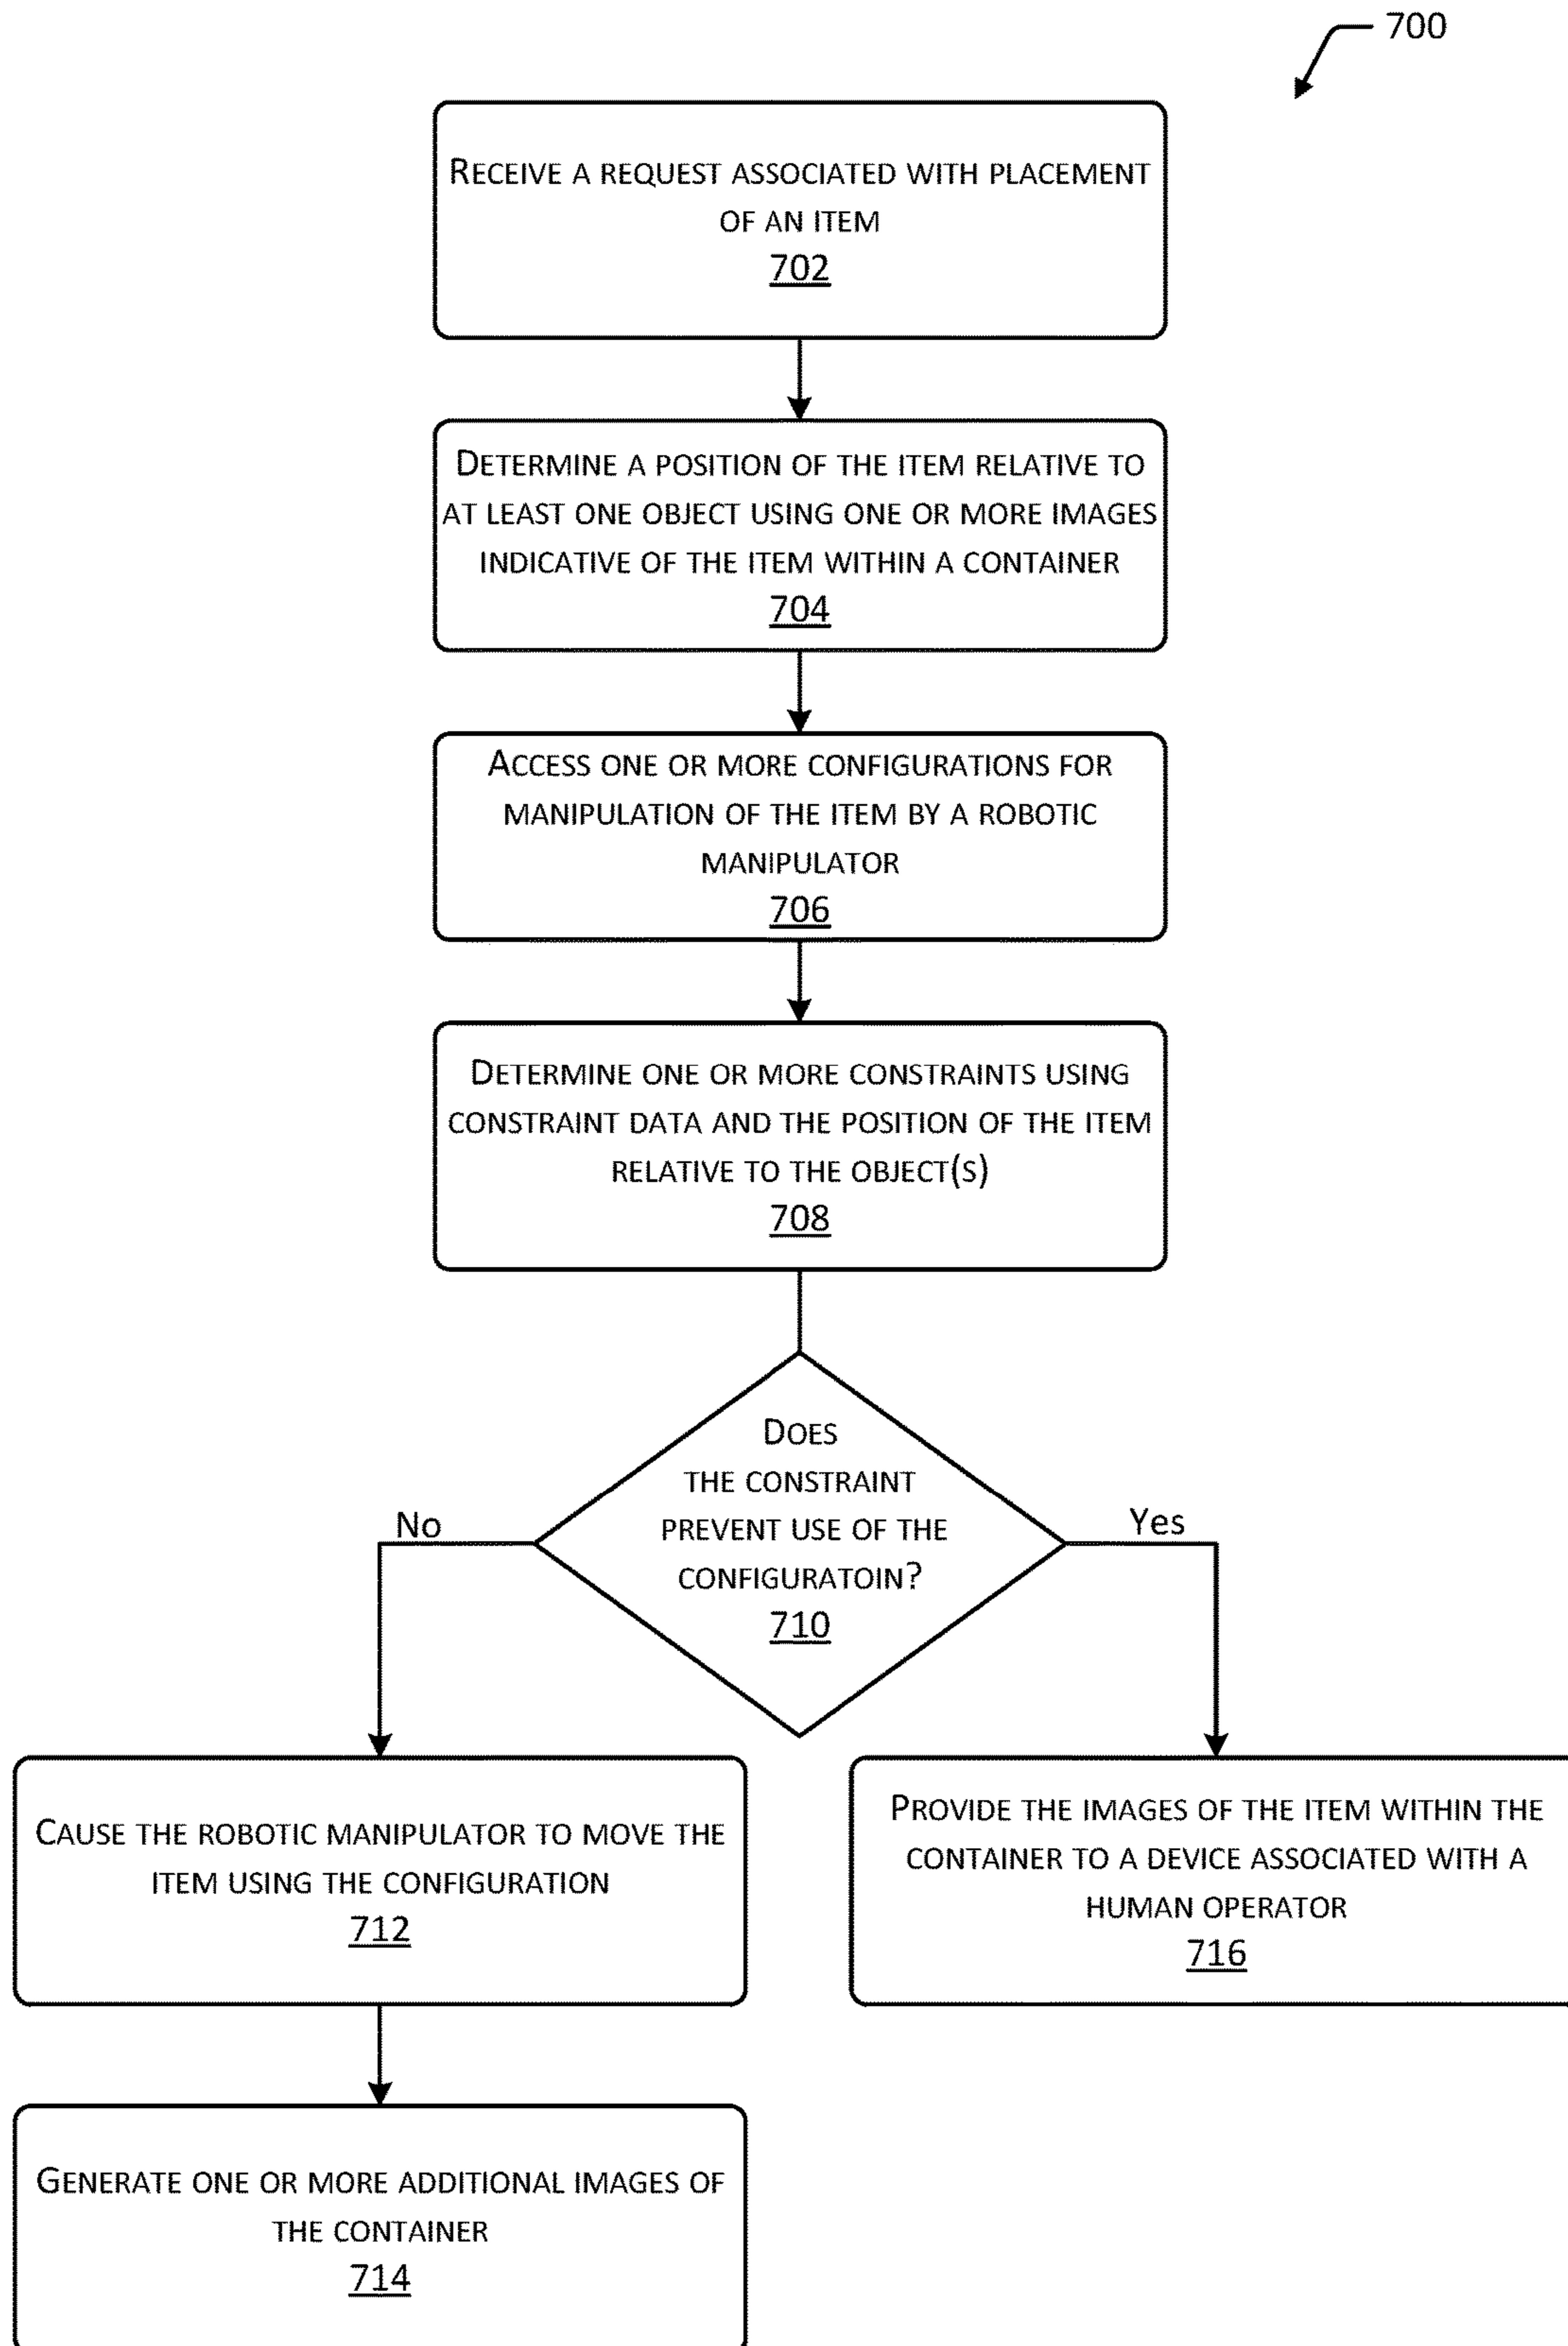 700
RECEIVE A REQUEST ASSOCIATED WITH PLACEMENT
OF AN ITEM
702
DETERMINE A POSITION OF THE ITEM RELATIVE TO
AT LEAST ONE OBJECT USING ONE OR MORE IMAGES
INDICATIVE OF THE ITEM WITHIN A CONTAINER
704
ACCESS ONE OR MORE CONFIGURATIONS FOR
MANIPULATION OF THE ITEM BY A ROBOTIC
MANIPULATOR
706
DETERMINE ONE OR MORE CONSTRAINTS USING
CONSTRAINT DATA AND THE POSITION OF THE ITEM
RELATIVE TO THE OBJECT(S)
708
DOES
THE CONSTRAINT
PREVENT USE OF THE
CONFIGURATOIN?
710
No
Yes
CAUSE THE ROBOTIC MANIPULATOR TO MOVE THE
ITEM USING THE CONFIGURATION
712
PROVIDE THE IMAGES OF THE ITEM WITHIN THE
CONTAINER TO A DEVICE ASSOCIATED WITH A
HUMAN OPERATOR
716
GENERATE ONE OR MORE ADDITIONAL IMAGES OF
THE CONTAINER
714